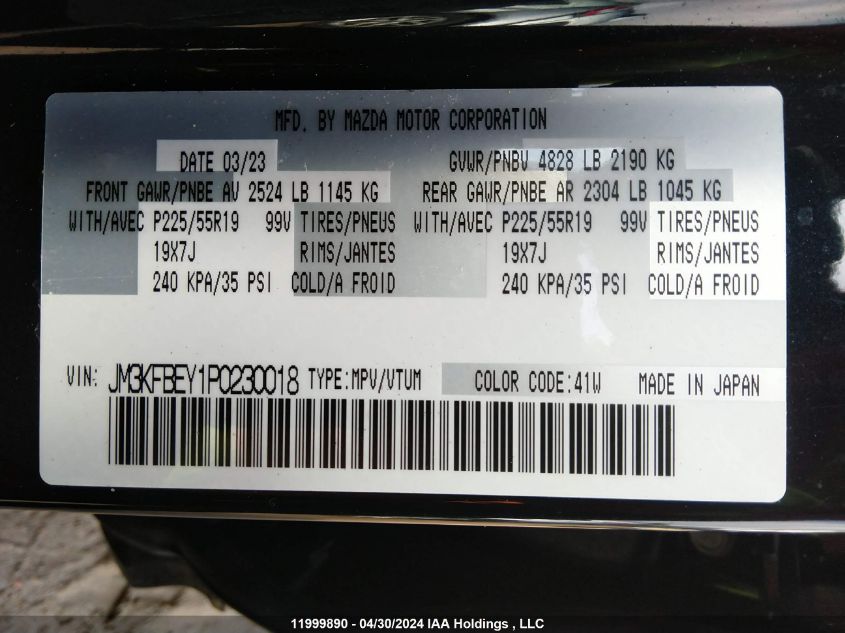 MFD. BY MAZDA MOTOR CORPORATION
DATE 03/23 GVWR/PNBV 4828 LB 2190 KG
FRONT GAWR/PNBE AV 2524 LB 1145 KG REAR GAWR/PNBE AR 2304 LB 1045 KG
WITH/AVEC P225/55R19 99V TIRES/PNEUS WITH/AVEC P225/55R19 99V TIRES/PNEUS
19X7J RIMS/JANTES 19X7J RIMS/JANTES
240 KPA/35 PSI COLD/A FROID 240 KPA/35 PSI COLD/A FROID
VIN: JM3KFBEY1P0230018 TYPE:MPV/VTUM COLOR CODE:41W MADE IN JAPAN
11999890 - 04/30/2024 IAA Holdings , LLC